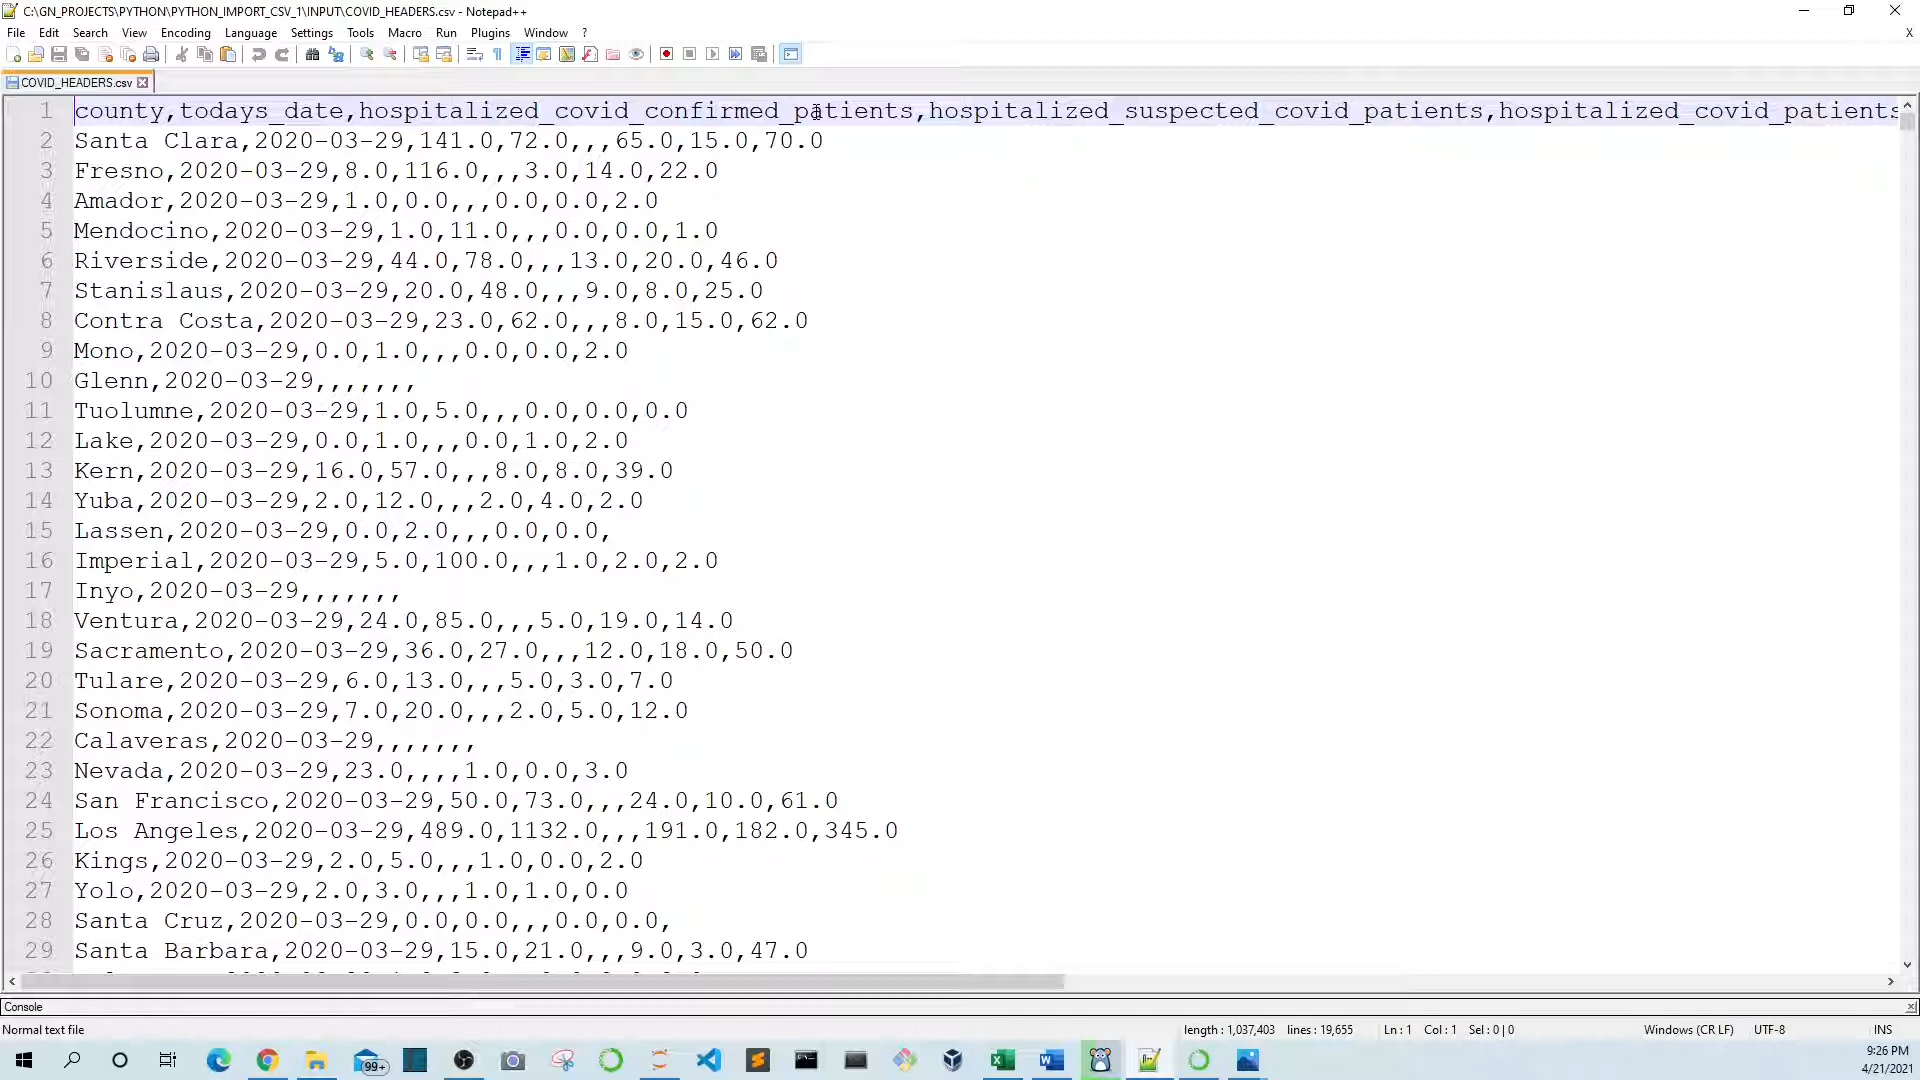 C:\GN_PROJECTS\PYTHON\PYTHON_IMPORT_CSV_1\INPUT\COVID_HEADERS.csv - Notepad++
File Edit Search View Encoding Language Settings Tools Macro Run Plugins Window ? X
COVID_HEADERS.csv
1 county,todays_date,hospitalized_covid_confirmed_patients,hospitalized_suspected_covid_patients,hospitalized_covid_patients
2 Santa Clara,2020-03-29,141.0,72.0,,,65.0,15.0,70.0
3 Fresno,2020-03-29,8.0,116.0,,,3.0,14.0,22.0
4 Amador,2020-03-29,1.0,0.0,,,0.0,0.0,2.0
5 Mendocino,2020-03-29,1.0,11.0,,,0.0,0.0,1.0
6 Riverside,2020-03-29,44.0,78.0,,,13.0,20.0,46.0
7 Stanislaus,2020-03-29,20.0,48.0,,,9.0,8.0,25.0
8 Contra Costa,2020-03-29,23.0,62.0,,,8.0,15.0,62.0
9 Mono,2020-03-29,0.0,1.0,,,0.0,0.0,2.0
10 Glenn,2020-03-29,,,,,,,
11 Tuolumne,2020-03-29,1.0,5.0,,,0.0,0.0,0.0
12 Lake,2020-03-29,0.0,1.0,,,0.0,1.0,2.0
13 Kern,2020-03-29,16.0,57.0,,,8.0,8.0,39.0
14 Yuba,2020-03-29,2.0,12.0,,,2.0,4.0,2.0
15 Lassen,2020-03-29,0.0,2.0,,,0.0,0.0,
16 Imperial,2020-03-29,5.0,100.0,,,1.0,2.0,2.0
17 Inyo,2020-03-29,,,,,,,
18 Ventura,2020-03-29,24.0,85.0,,,5.0,19.0,14.0
19 Sacramento,2020-03-29,36.0,27.0,,,12.0,18.0,50.0
20 Tulare,2020-03-29,6.0,13.0,,,5.0,3.0,7.0
21 Sonoma,2020-03-29,7.0,20.0,,,2.0,5.0,12.0
22 Calaveras,2020-03-29,,,,,,,
23 Nevada,2020-03-29,23.0,,,,1.0,0.0,3.0
24 San Francisco,2020-03-29,50.0,73.0,,,24.0,10.0,61.0
25 Los Angeles,2020-03-29,489.0,1132.0,,,191.0,182.0,345.0
26 Kings,2020-03-29,2.0,5.0,,,1.0,0.0,2.0
27 Yolo,2020-03-29,2.0,3.0,,,1.0,1.0,0.0
28 Santa Cruz,2020-03-29,0.0,0.0,,,0.0,0.0,
29 Santa Barbara,2020-03-29,15.0,21.0,,,9.0,3.0,47.0
Console
Normal text file length : 1,037,403 lines : 19,655 Ln : 1 Col : 1 Sel : 0 | 0 Windows (CR LF) UTF-8 INS
99+
9:26 PM
4/21/2021